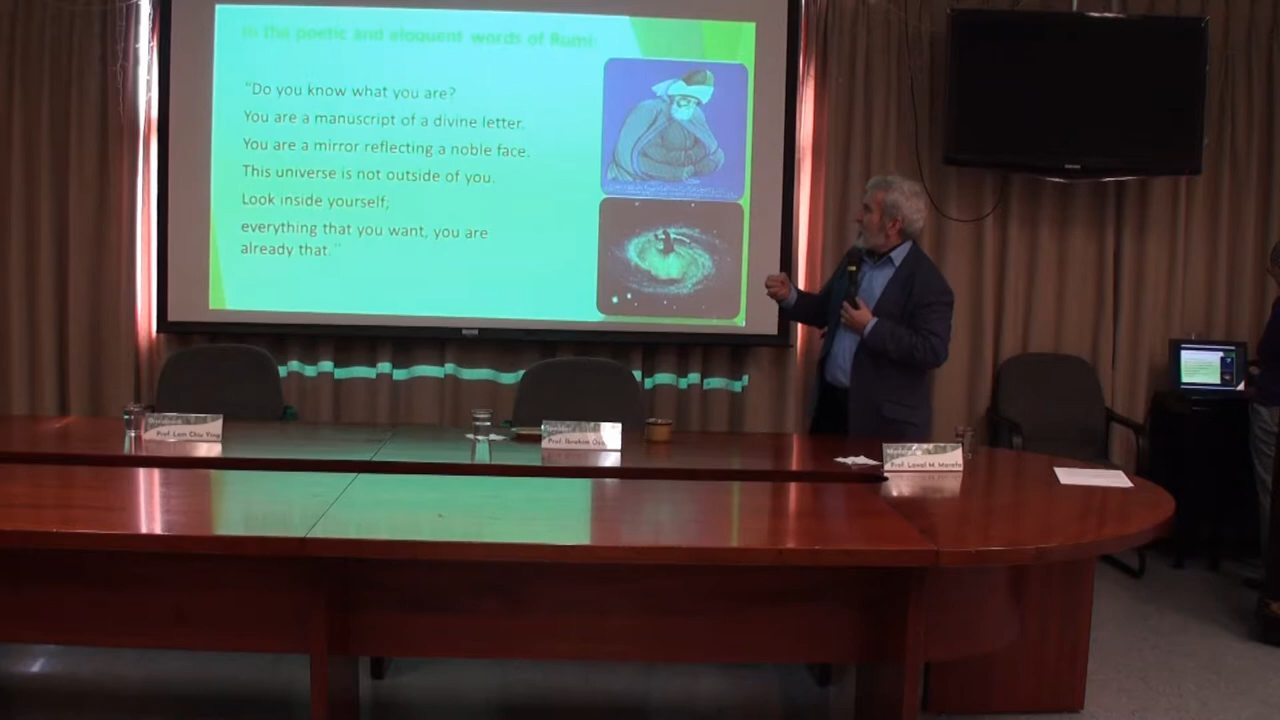 In the poetic and eloquent words of Rumi:
"Do you know what you are?
You are a manuscript of a divine letter.
You are a mirror reflecting a noble face.
This universe is not outside of you.
Look inside yourself;
everything that you want, you are
already that."
Prof. Lam Chiu Ying
Speaker
Prof. Ibrahim
Prof. Lawal M. Marafa